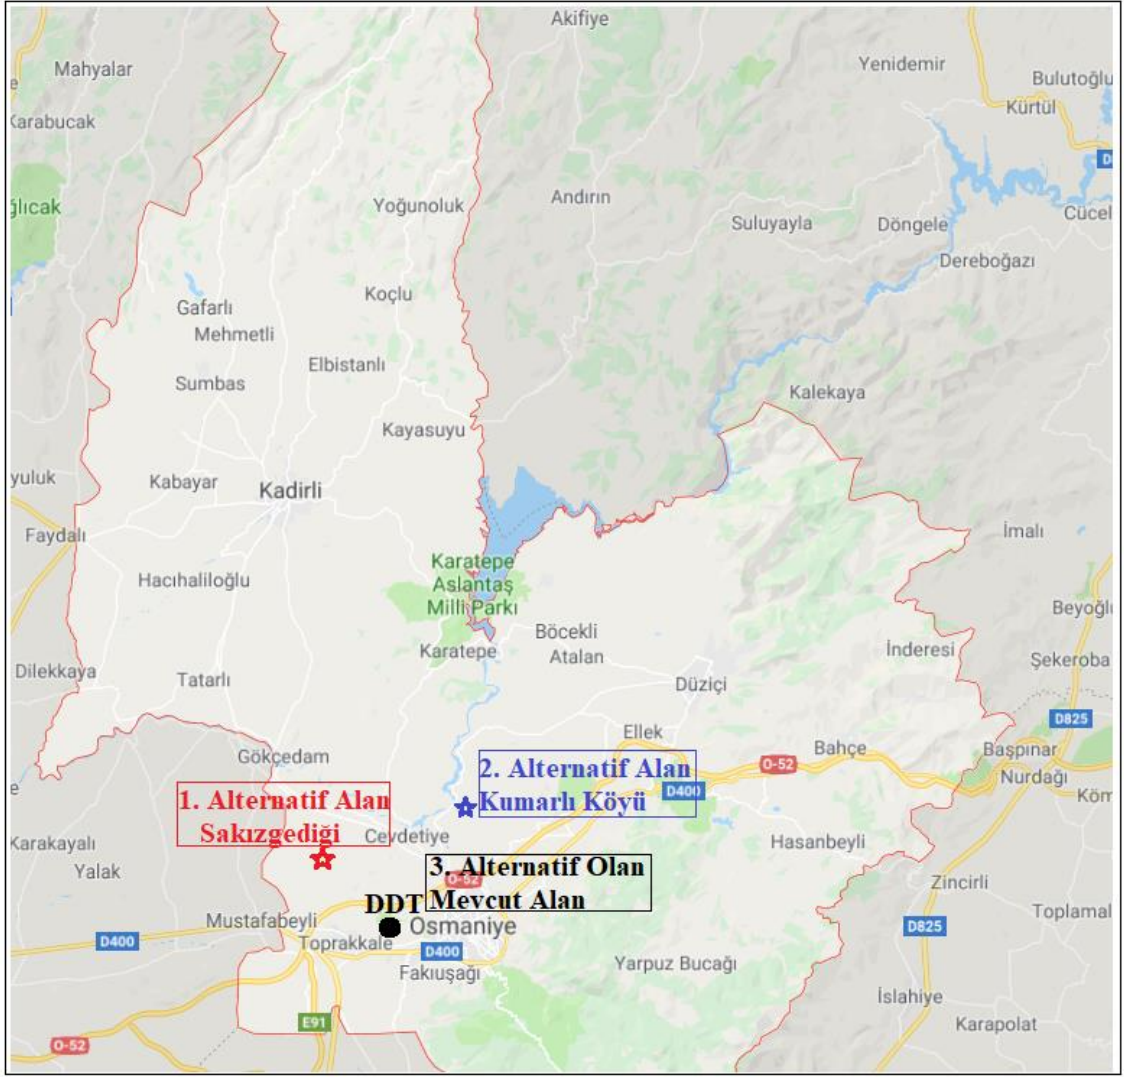 Akifiye
Mahyalar
Yenidemir
Bulutoğlu
Kürtül
e
Karabucak
D8
Andırın
Yoğunoluk
ğlıcak
Suluyayla
Döngele
Cücel
Dereboğazı
Koçlu
Gafarlı
Mehmetli
Elbistanlı
Sumbas
Kalekaya
Kayasuyu
yuluk
Kabayar
Kadirli
Faydalı
İmalı
Karatepe
Aslantaş
Milli Parkı
Hacıhaliloğlu
Beyoğlu
Böcekli
Karatepe
Atalan
İnderesi
Şekeroba
Dilekkaya
Tatarlı
Düziçi
D825
Ellek
Gökçedam
Bahçe
Başpınar
2. Alternatif Alan
Kumarlı Köyü
O-52
D400
Nurdağı
e
1. Alternatif Alan
Sakızgediği
Köm
Cevdetiye
Hasanbeyli
Karakayalı
Yalak
3. Alternatif Olan
Mevcut Alan
O-52
Zincirli
DDT
Toplamal
Mustafabeyli
Osmaniye
D825
D400
Toprakkale
D400
Fakıuşağı
Yarpuz Bucağı
İslahiye
E91
Karapolat
O-52